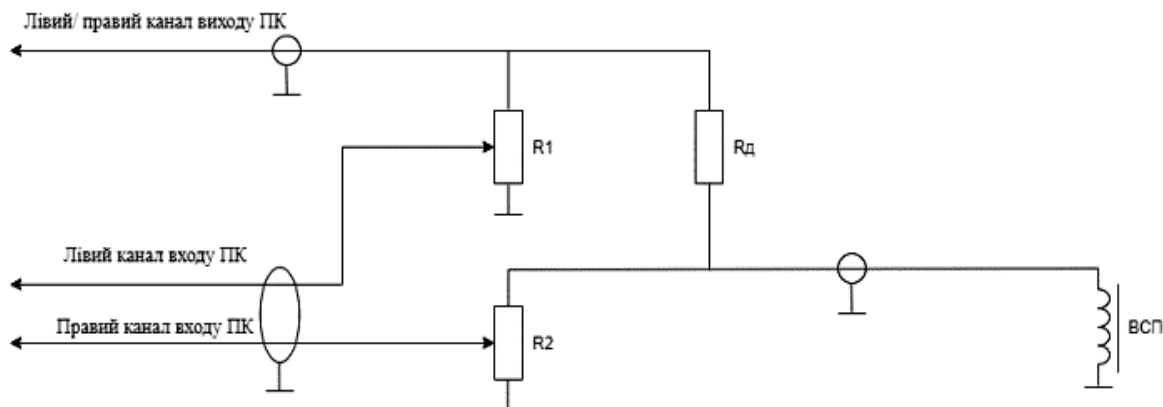 Лівий/ правий канал виходу ПК
R1
Rд
Лівий канал входу ПК
Правий канал входу ПК
R2
ВСП